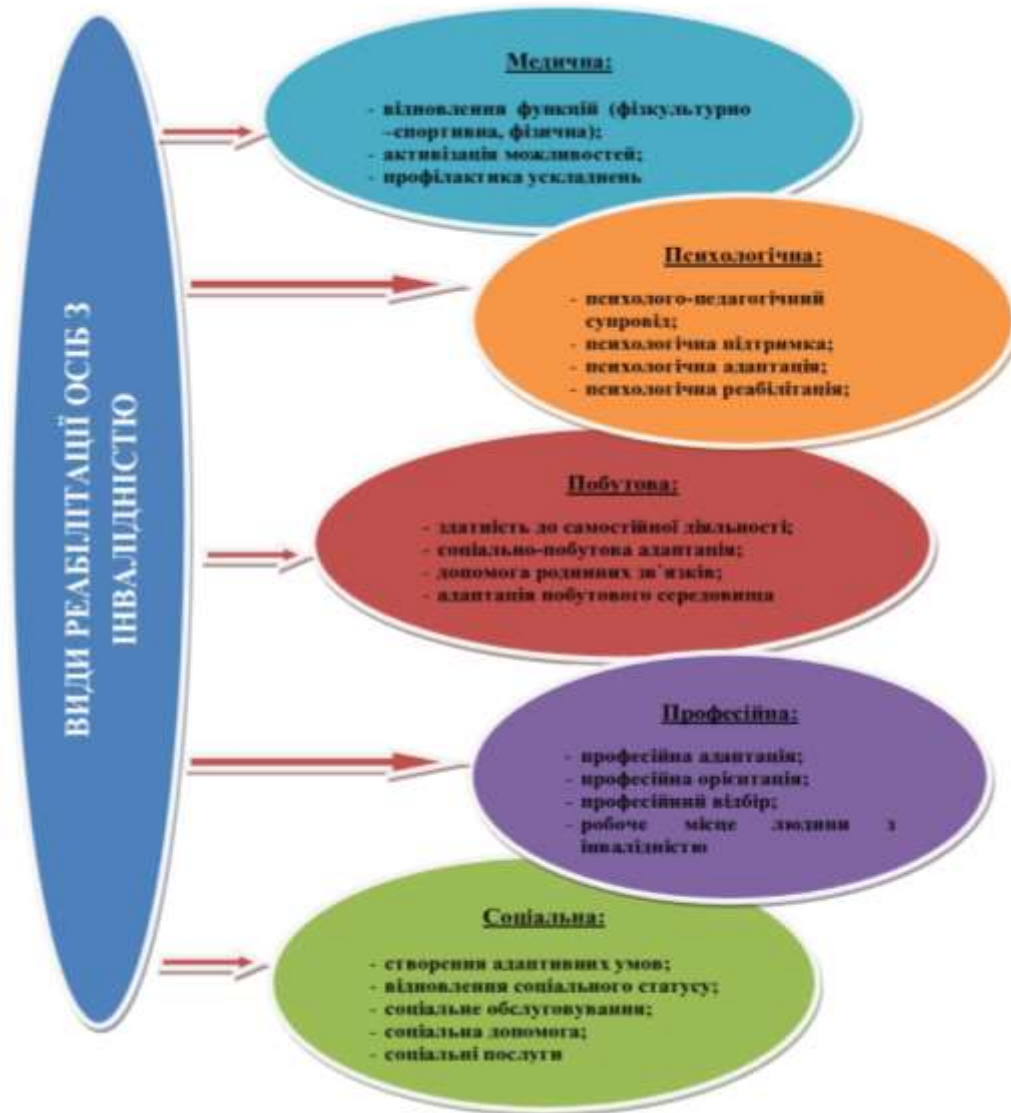 ВИДИ РЕАБІЛІТАЦІЇ ОСІБ З
ІНВАЛІДНІСТЮ
Медична:
- відновлення функцій (фізкультурно
–спортивна, фізична);
- активізація можливостей;
- профілактика ускладнень
Психологічна:
- психолого-педагогічний
супровід;
- психологічна підтримка;
- психологічна адаптація;
- психологічна реабілітація;
Побутова:
- здатність до самостійної діяльності;
- соціально-побутова адаптація;
- допомога родинних зв`язків;
- адаптація побутового середовища
Професійна:
- професійна адаптація;
- професійна орієнтація;
- професійний відбір;
- робоче місце людини з
інвалідністю
Соціальна:
- створення адаптивних умов;
- відновлення соціального статусу;
- соціальне обслуговування;
- соціальна допомога;
- соціальні послуги